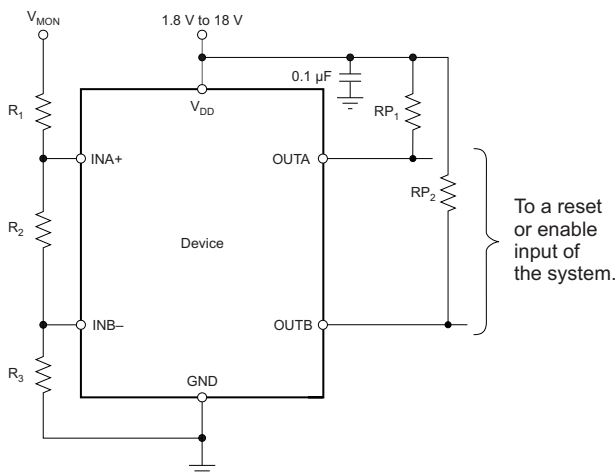 V_MON
1.8 V to 18 V
0.1 µF
R1
VDD
RP1
INA+
OUTA
RP2
R2
Device
To a reset
or enable
input of
the system.
INB–
OUTB
R3
GND